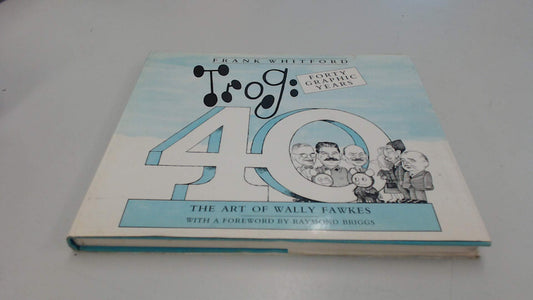 FRANK WHITFORD
Trog:
FORTY
GRAPHIC
YEARS
40
THE ART OF WALLY FAWKES
WITH A FOREWORD BY RAYMOND BRIGGS